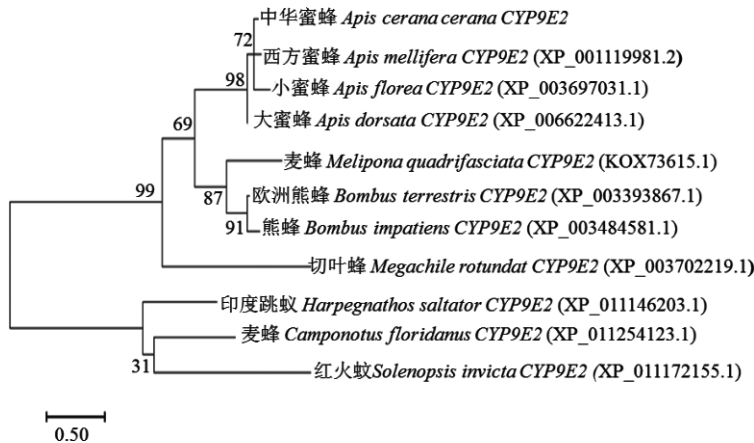 中华蜜蜂 Apis cerana cerana CYP9E2
72
西方蜜蜂 Apis mellifera CYP9E2 (XP_001119981.2)
98
小蜜蜂 Apis florea CYP9E2 (XP_003697031.1)
大蜜蜂 Apis dorsata CYP9E2 (XP_006622413.1)
69
麦蜂 Melipona quadrifasciata CYP9E2 (KOX73615.1)
99
87
欧洲熊蜂 Bombus terrestris CYP9E2 (XP_003393867.1)
91
熊蜂 Bombus impatiens CYP9E2 (XP_003484581.1)
切叶蜂 Megachile rotundat CYP9E2 (XP_003702219.1)
印度跳蚁 Harpegnathos saltator CYP9E2 (XP_011146203.1)
麦蜂 Camponotus floridanus CYP9E2 (XP_011254123.1)
31
红火蚊Solenopsis invicta CYP9E2 (XP_011172155.1)
0.50